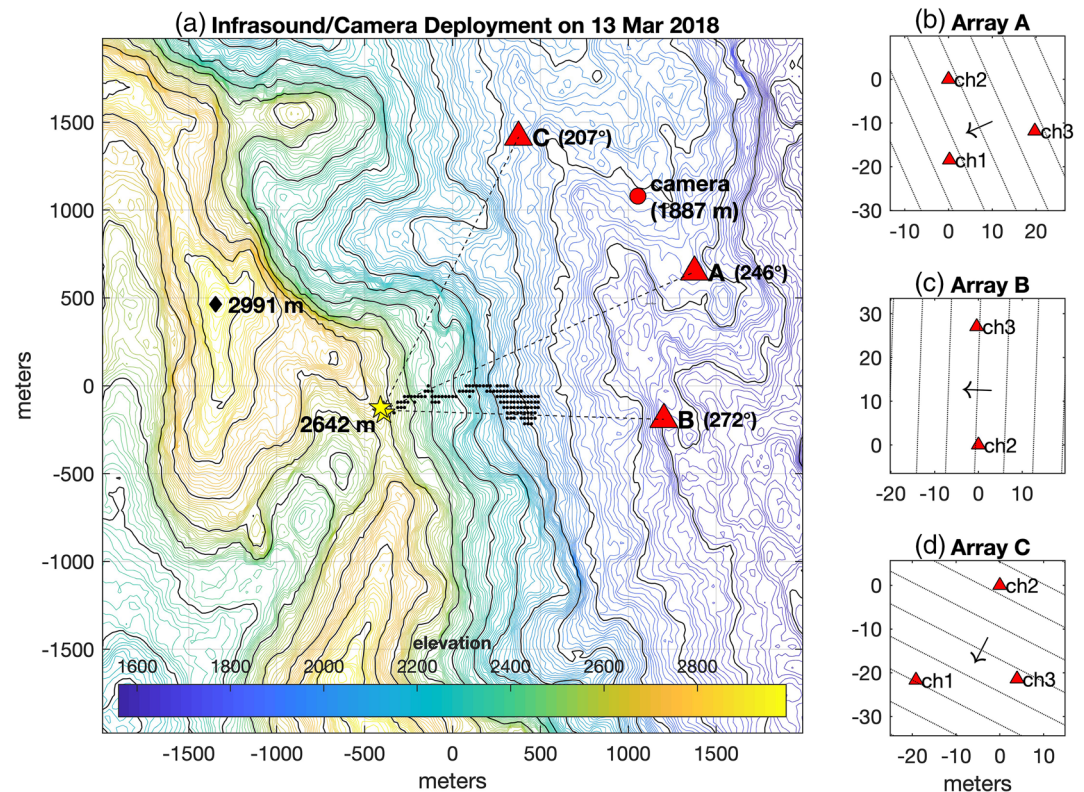 (a) Infrasound/Camera Deployment on 13 Mar 2018
1500
1000
500
0
-500
-1000
-1500
meters
C (207°)
camera
(1887 m)
A (246°)
2991 m
2642 m
B (272°)
elevation
1600 1800 2000 2200 2400 2600 2800
-1500 -1000 -500 0 500 1000 1500
meters
(b) Array A
0
-10
-20
-30
ch2
ch3
ch1
-10 0 10 20
(c) Array B
30
20
10
0
ch3
ch2
-20 -10 0 10
(d) Array C
0
-10
-20
-30
ch2
ch1
ch3
-20 -10 0 10
meters